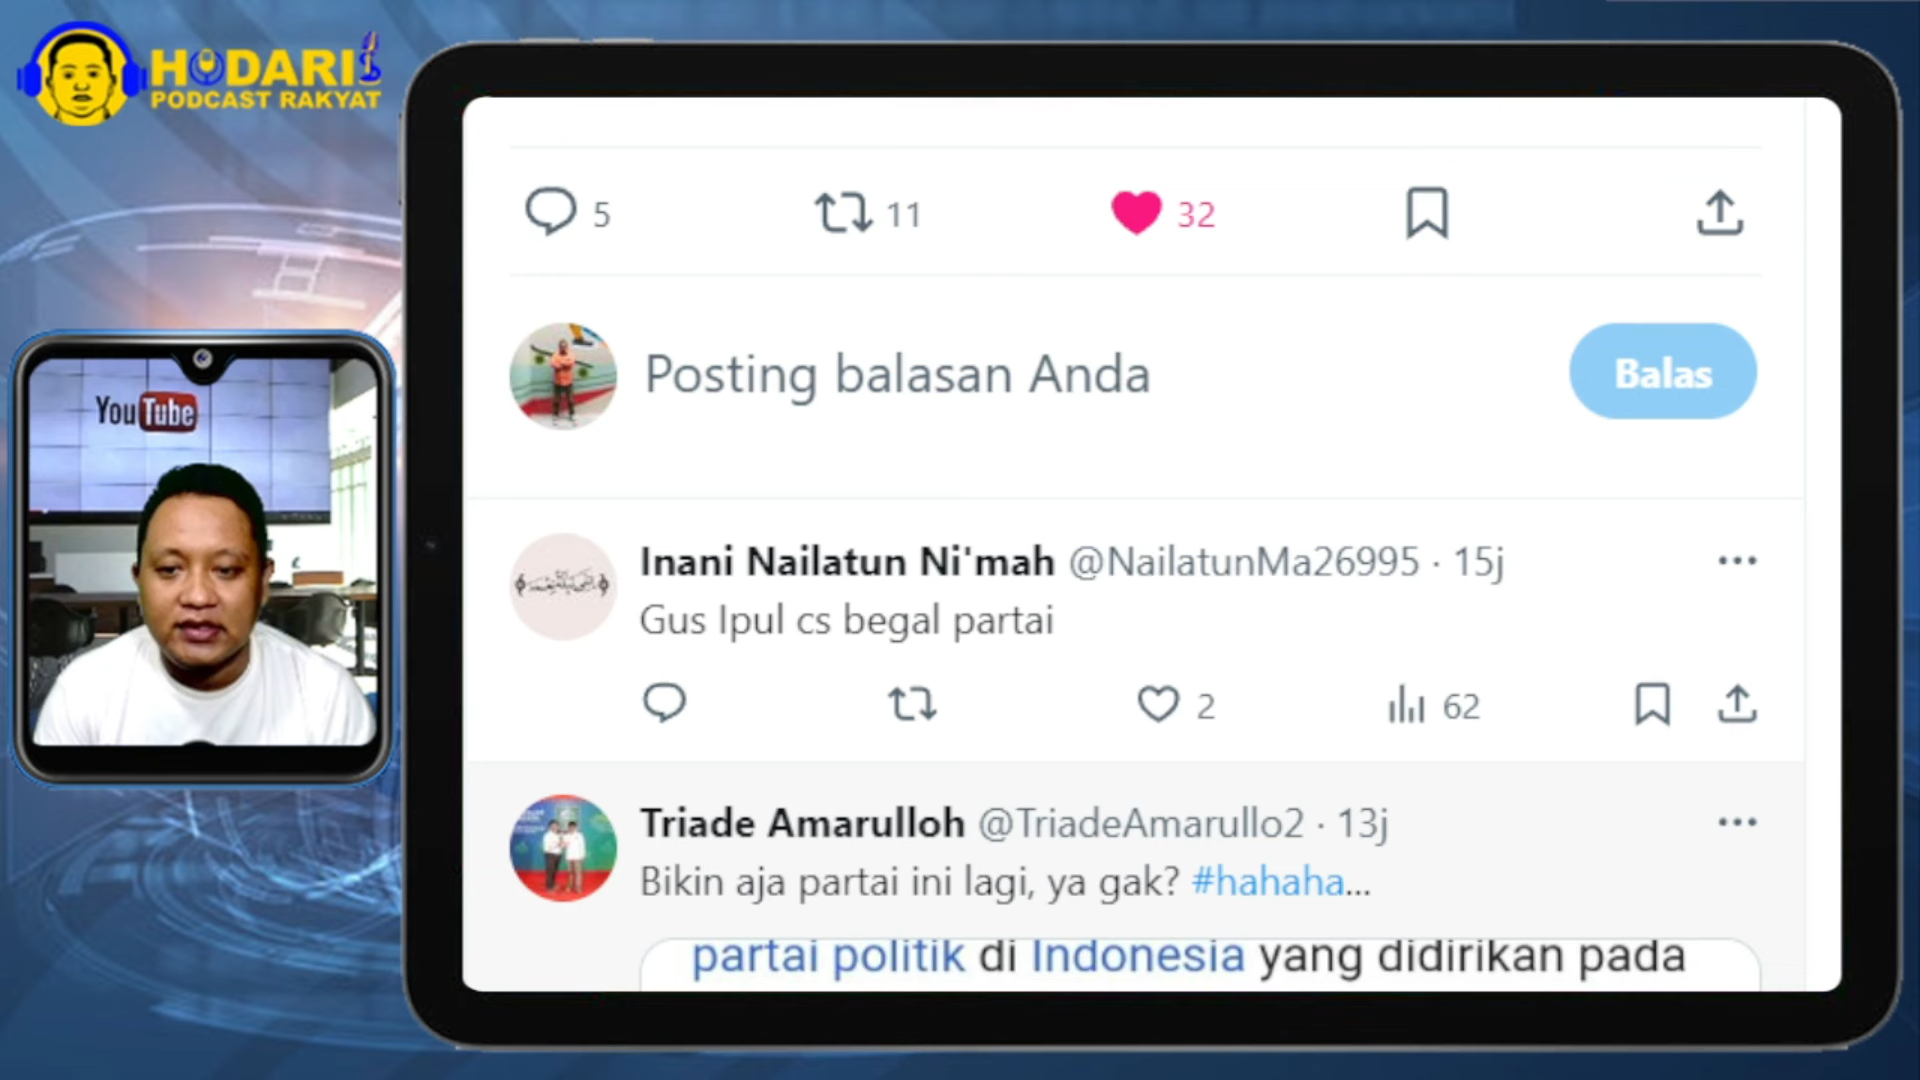 HODARI
PODCAST RAKYAT
5
11
32
Posting balasan Anda
Balas
YouTube
Inani Nailatun Ni'mah @NailatunMa26995 · 15j
Gus Ipul cs begal partai
2
62
Triade Amarulloh @TriadeAmarullo2 · 13j
Bikin aja partai ini lagi, ya gak? #hahaha...
partai politik di Indonesia yang didirikan pada